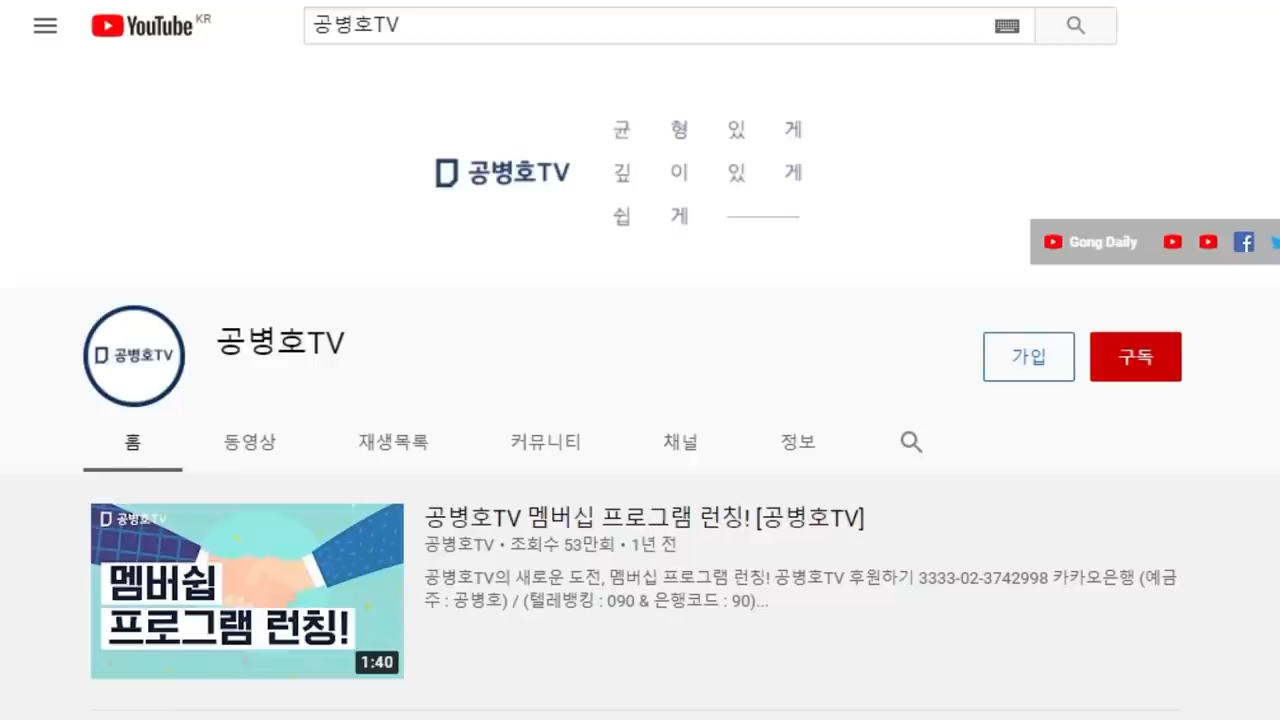 YouTube KR
공병호TV
균형있게
공병호TV
깊이있게
쉽게
Gong Daily
공병호TV
공병호TV
가입
구독
홈
동영상
재생목록
커뮤니티
채널
정보
공병호TV
멤버쉽
프로그램 런칭!
1:40
공병호TV 멤버십 프로그램 런칭! [공병호TV]
공병호TV • 조회수 53만회 • 1년 전
공병호TV의 새로운 도전, 멤버십 프로그램 런칭! 공병호TV 후원하기 3333-02-3742998 카카오은행 (예금
주 : 공병호) / (텔레뱅킹 : 090 & 은행코드 : 90)...